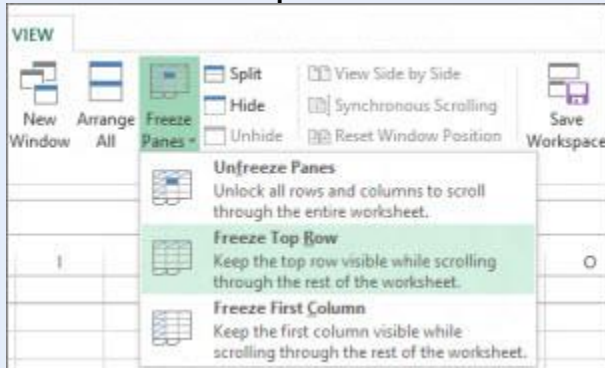 VIEW
New Window
Arrange All
Freeze Panes
Split
Hide
Unhide
View Side by Side
Synchronous Scrolling
Reset Window Position
Save Workspace
Unfreeze Panes
Unlock all rows and columns to scroll
through the entire worksheet.
Freeze Top Row
Keep the top row visible while scrolling
through the rest of the worksheet.
Freeze First Column
Keep the first column visible while
scrolling through the rest of the worksheet.
I
O